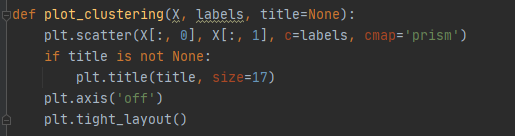 def plot_clustering(X, labels, title=None):
    plt.scatter(X[:, 0], X[:, 1], c=labels, cmap='prism')
    if title is not None:
        plt.title(title, size=17)
    plt.axis('off')
    plt.tight_layout()